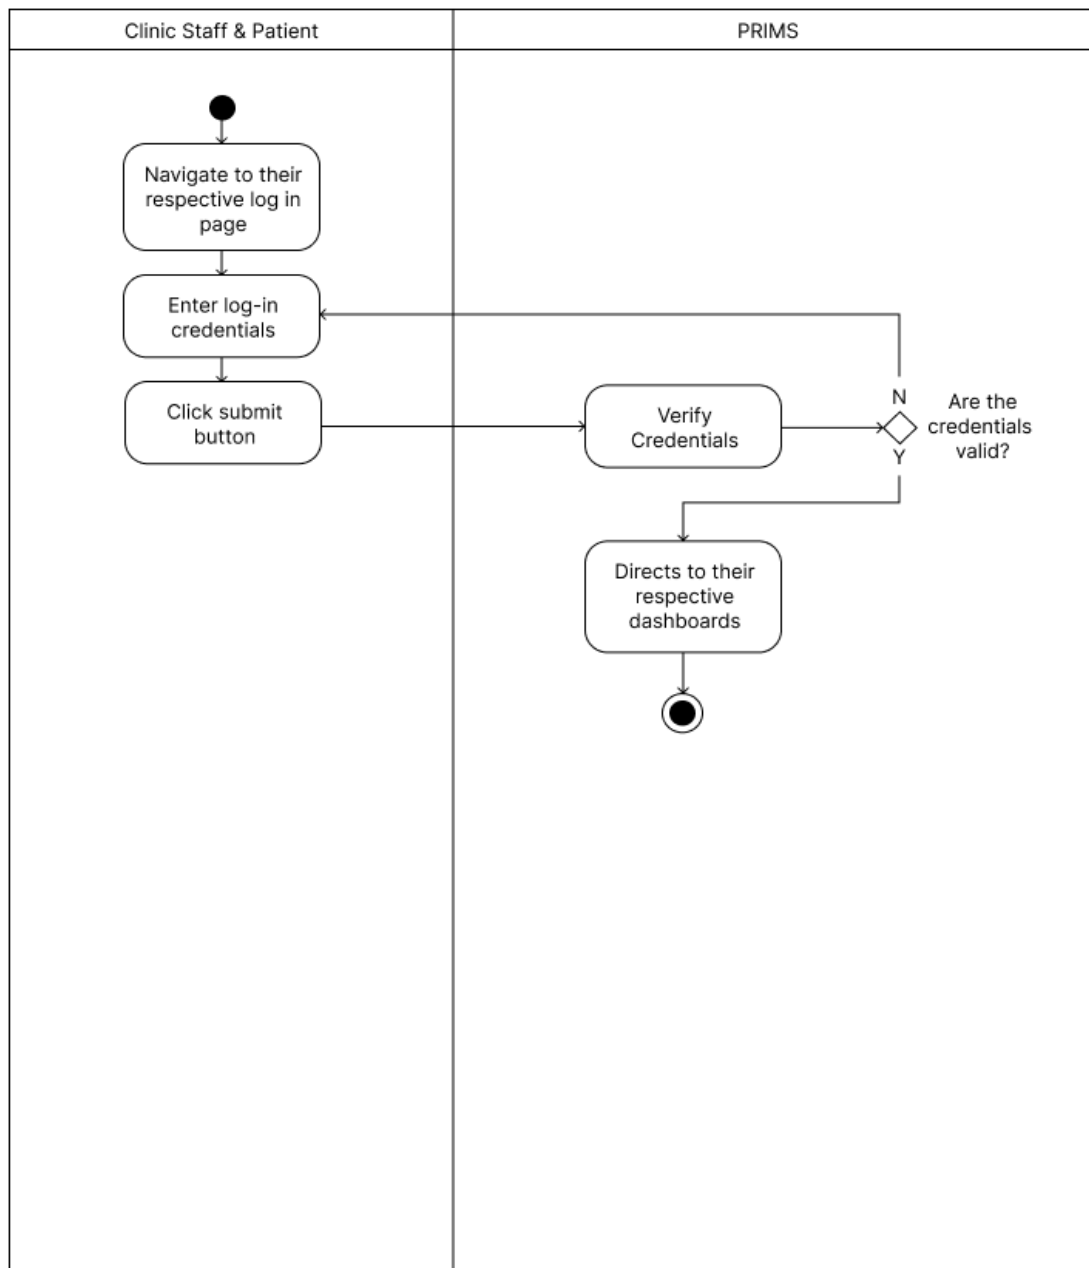 Clinic Staff & Patient
PRIMS
Navigate to their
respective log in
page
Enter log-in
credentials
Click submit
button
Verify
Credentials
N
Y
Are the
credentials
valid?
Directs to their
respective
dashboards